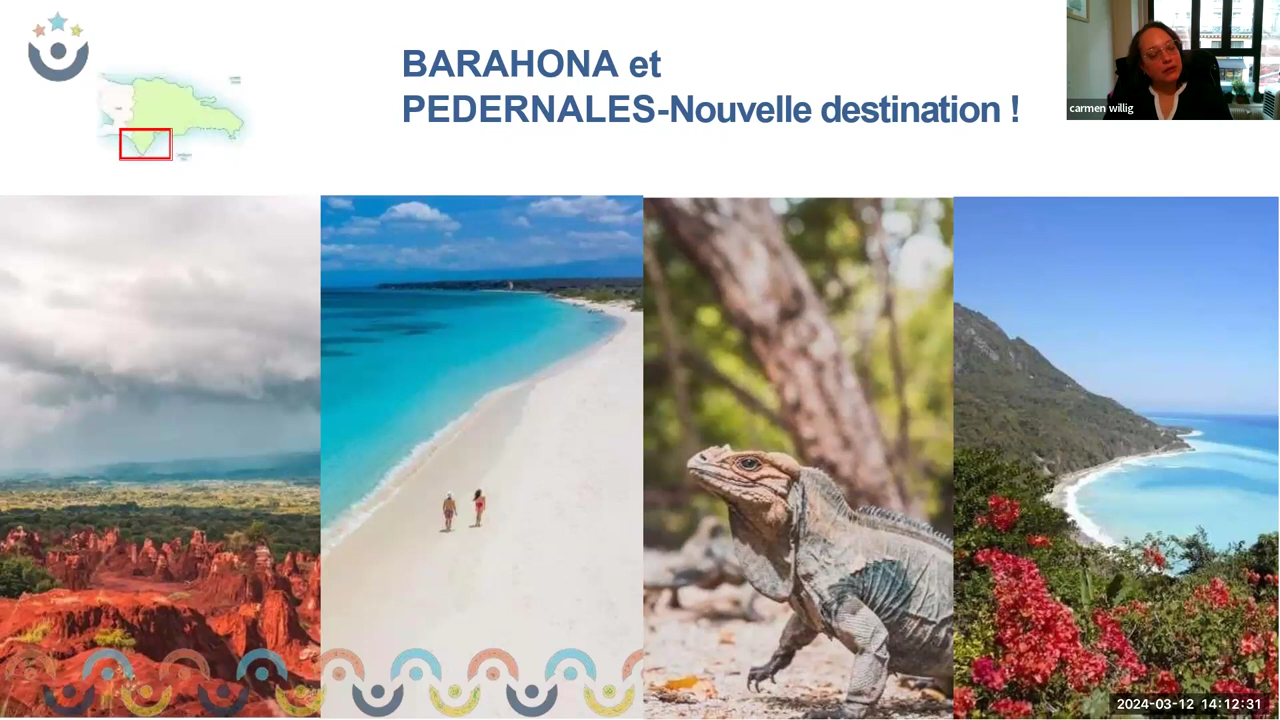 BARAHONA et
PEDERNALES-Nouvelle destination !
carmen willig
2024-03-12 14:12:31